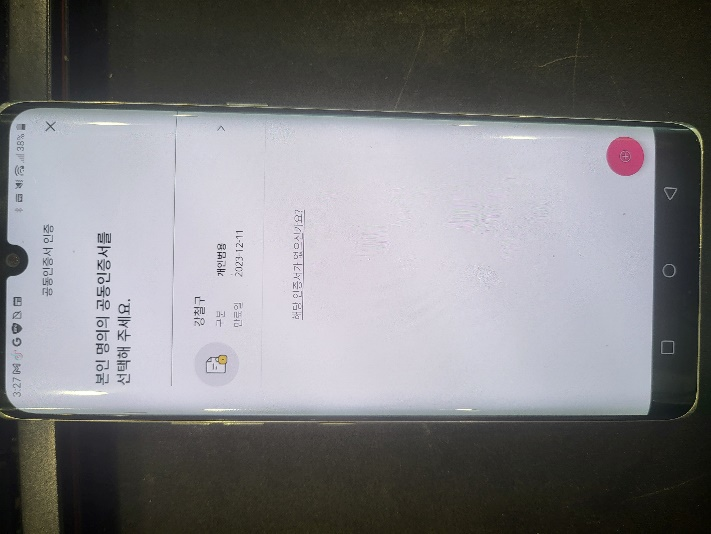 3:27
38%
공동인증서 인증
본인 명의의 공동인증서를
선택해 주세요.
강철구
구분 개인범용
만료일 2023-12-11
해당 인증서가 없으신가요?